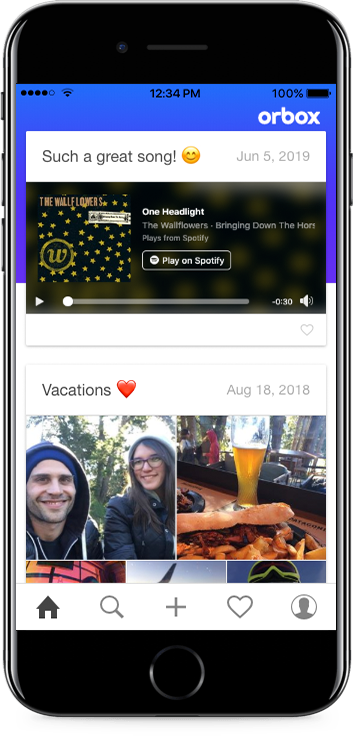 12:34 PM
100%
orbox
Such a great song! 😊
Jun 5, 2019
THE WALLFLOWERS
w
One Headlight
The Wallflowers - Bringing Down The Hors
Plays from Spotify
Play on Spotify
-0:30
Vacations ❤️
Aug 18, 2018